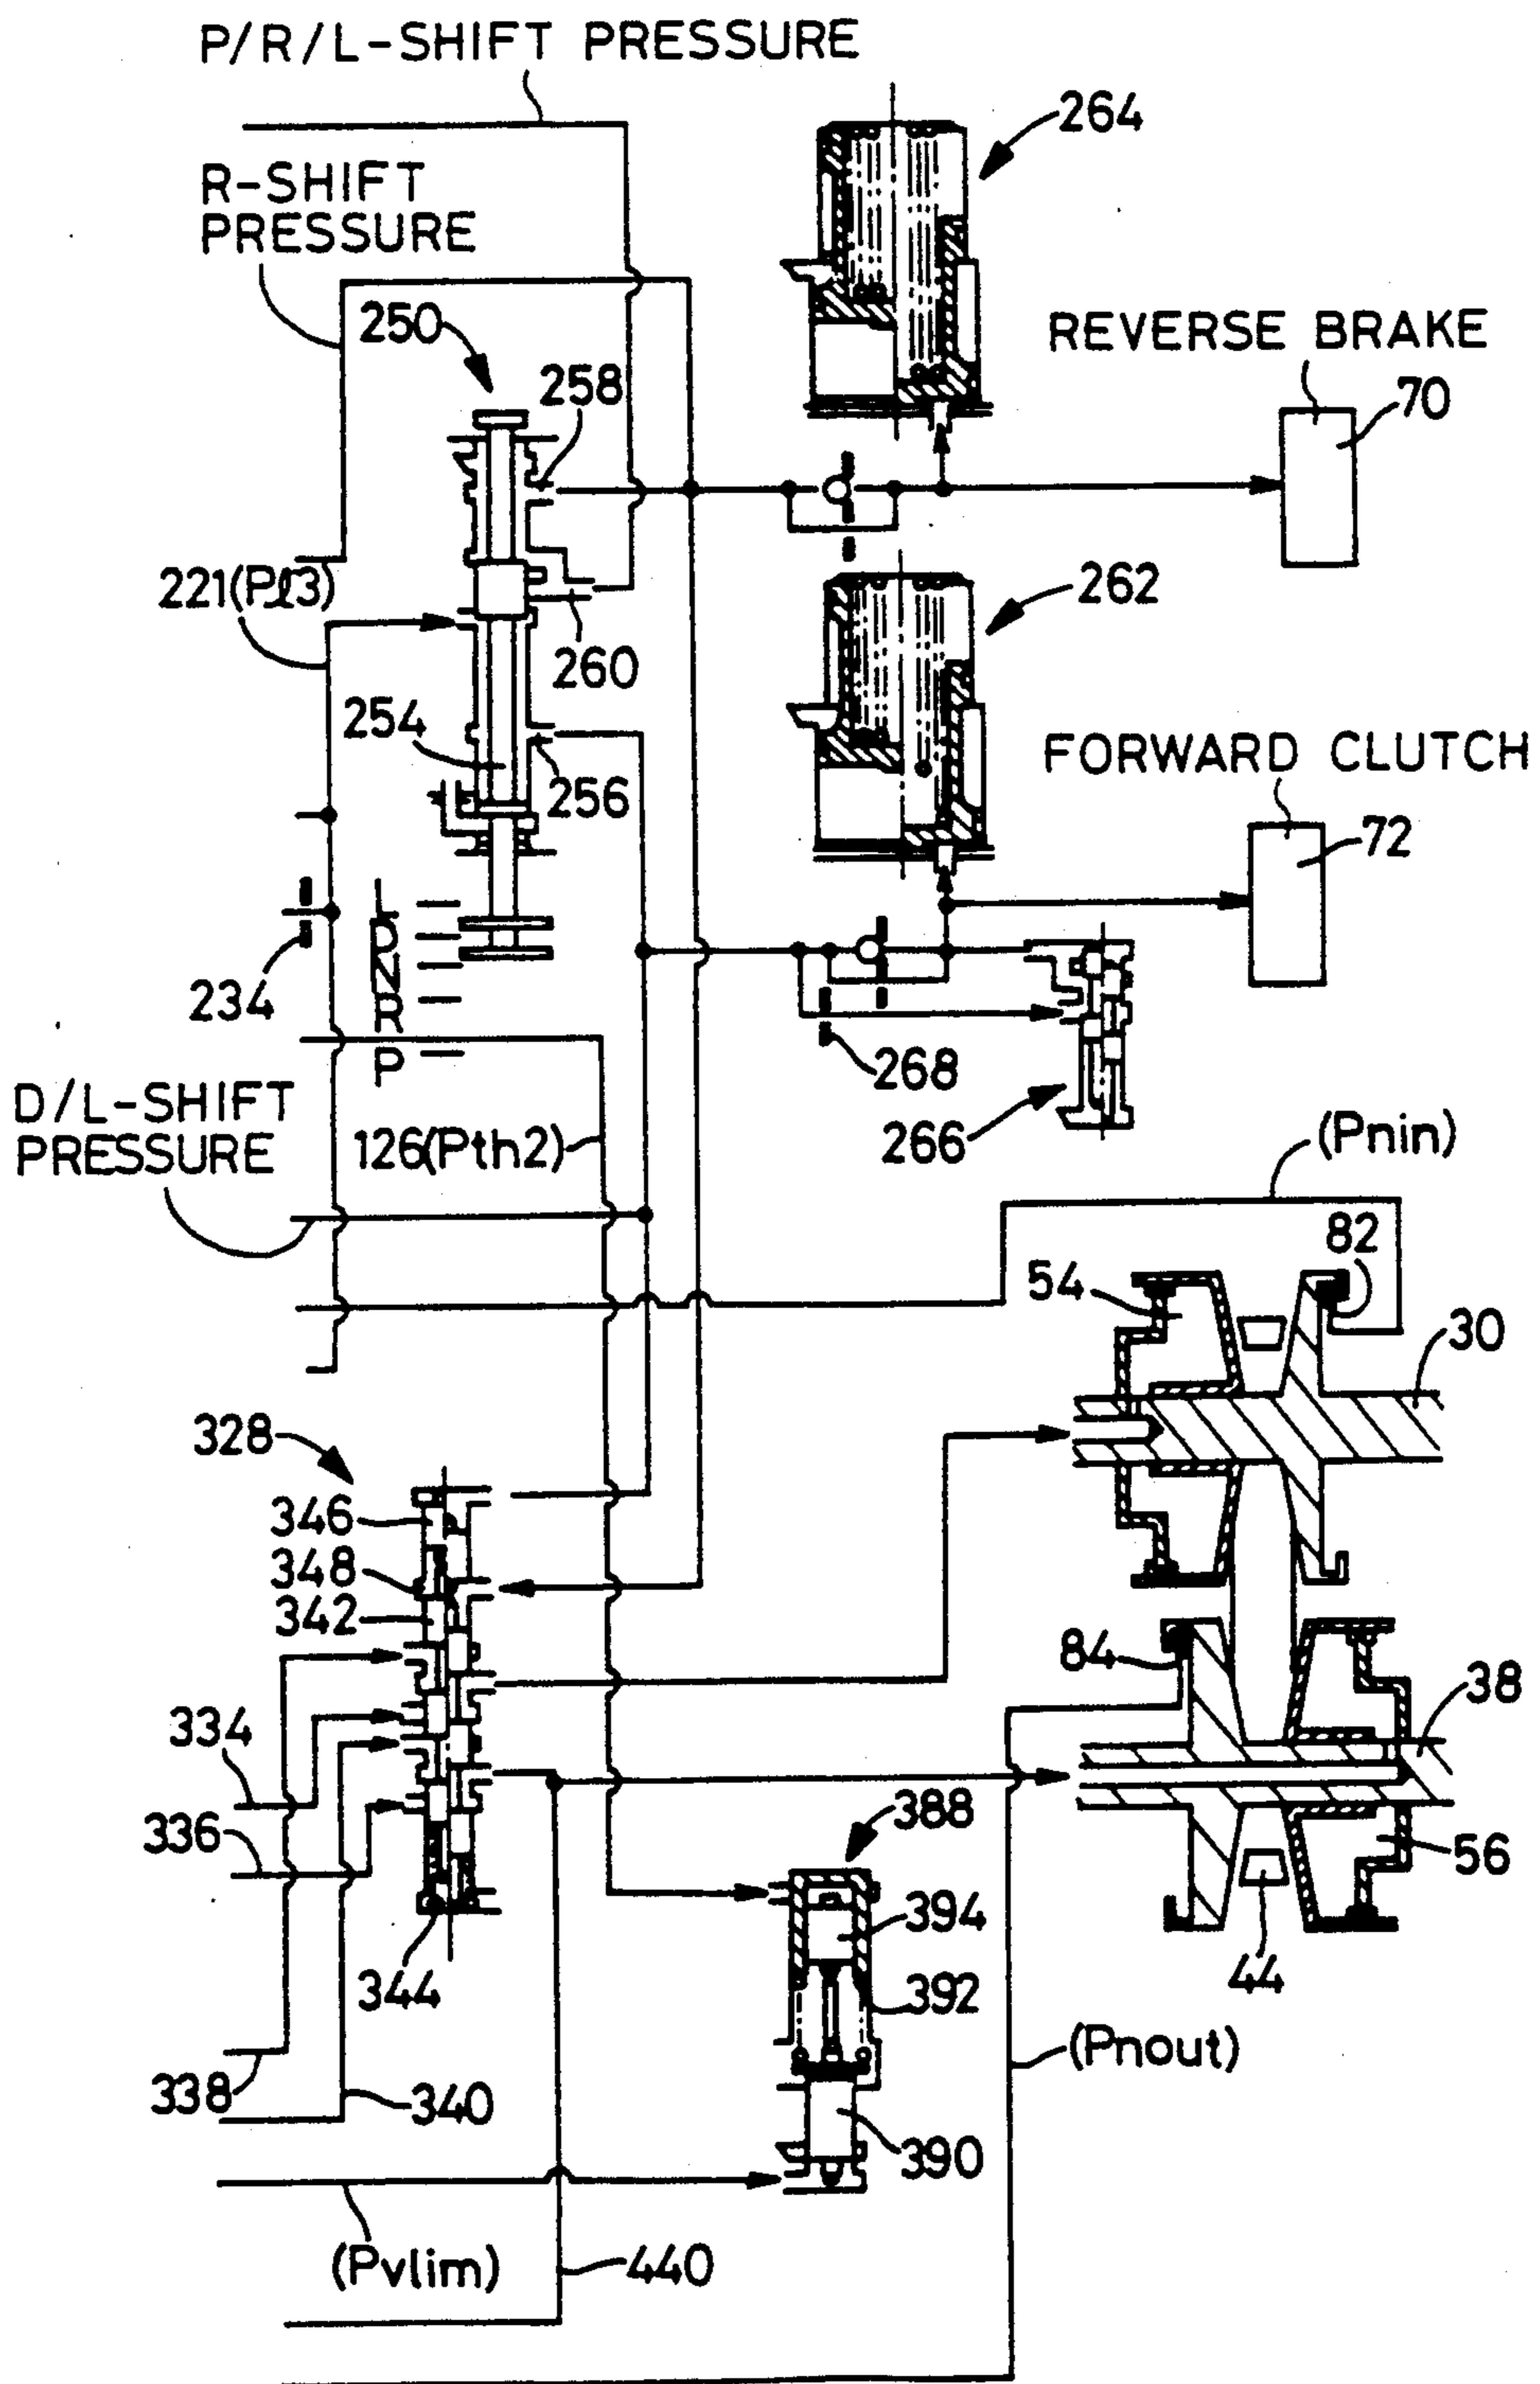 P/R/L-SHIFT PRESSURE
264
R-SHIFT
PRESSURE
250
258
REVERSE BRAKE
70
221(Pl3)
262
260
254
256
FORWARD CLUTCH
72
L
D
N
R
P
234
268
266
D/L-SHIFT
PRESSURE
126(Pth2)
(Pnin)
82
54
30
328
346
348
342
84
38
334
336
388
56
394
344
392
44
338
340
(Pnout)
390
(Pvlim)
440